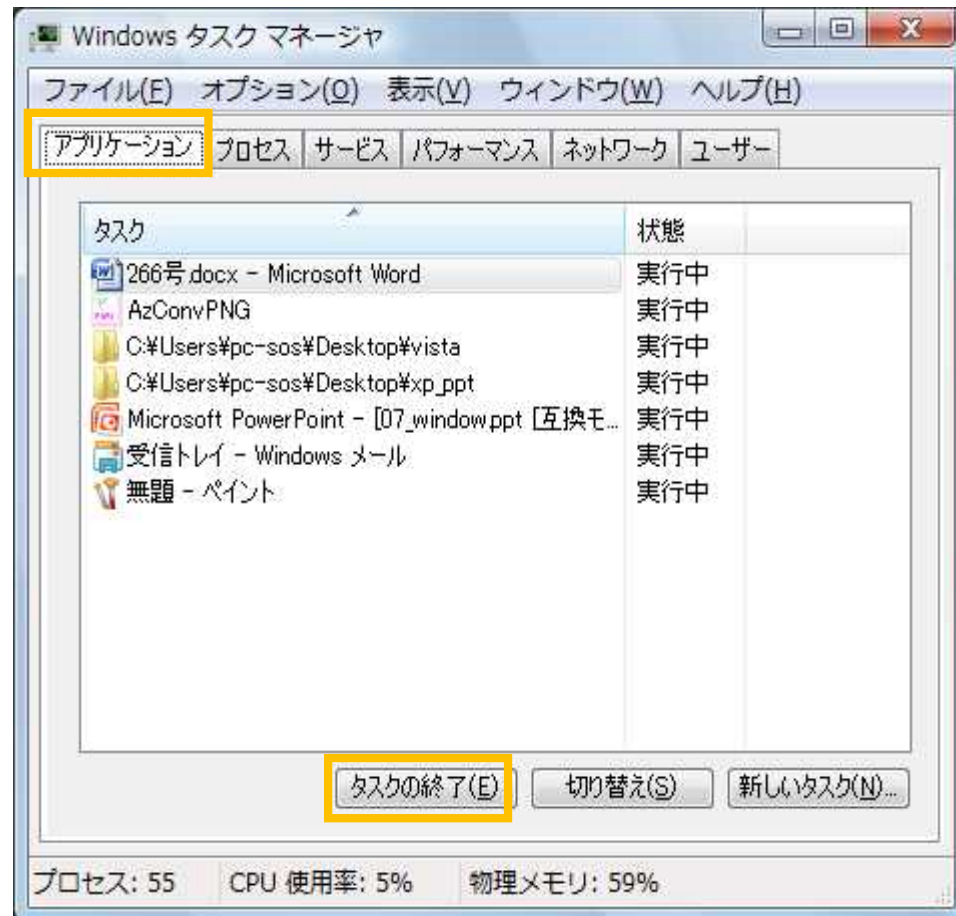 Windows タスク マネージャ
ファイル(F) オプション(O) 表示(V) ウィンドウ(W) ヘルプ(H)
アプリケーション プロセス サービス パフォーマンス ネットワーク ユーザー
タスク 状態
266号.docx - Microsoft Word 実行中
AzConvPNG 実行中
C:¥Users¥pc-sos¥Desktop¥vista 実行中
C:¥Users¥pc-sos¥Desktop¥xp_ppt 実行中
Microsoft PowerPoint - [07_window.ppt [互換モ... 実行中
受信トレイ - Windows メール 実行中
無題 - ペイント 実行中
タスクの終了(E) 切り替え(S) 新しいタスク(N)...
プロセス: 55 CPU 使用率: 5% 物理メモリ: 59%